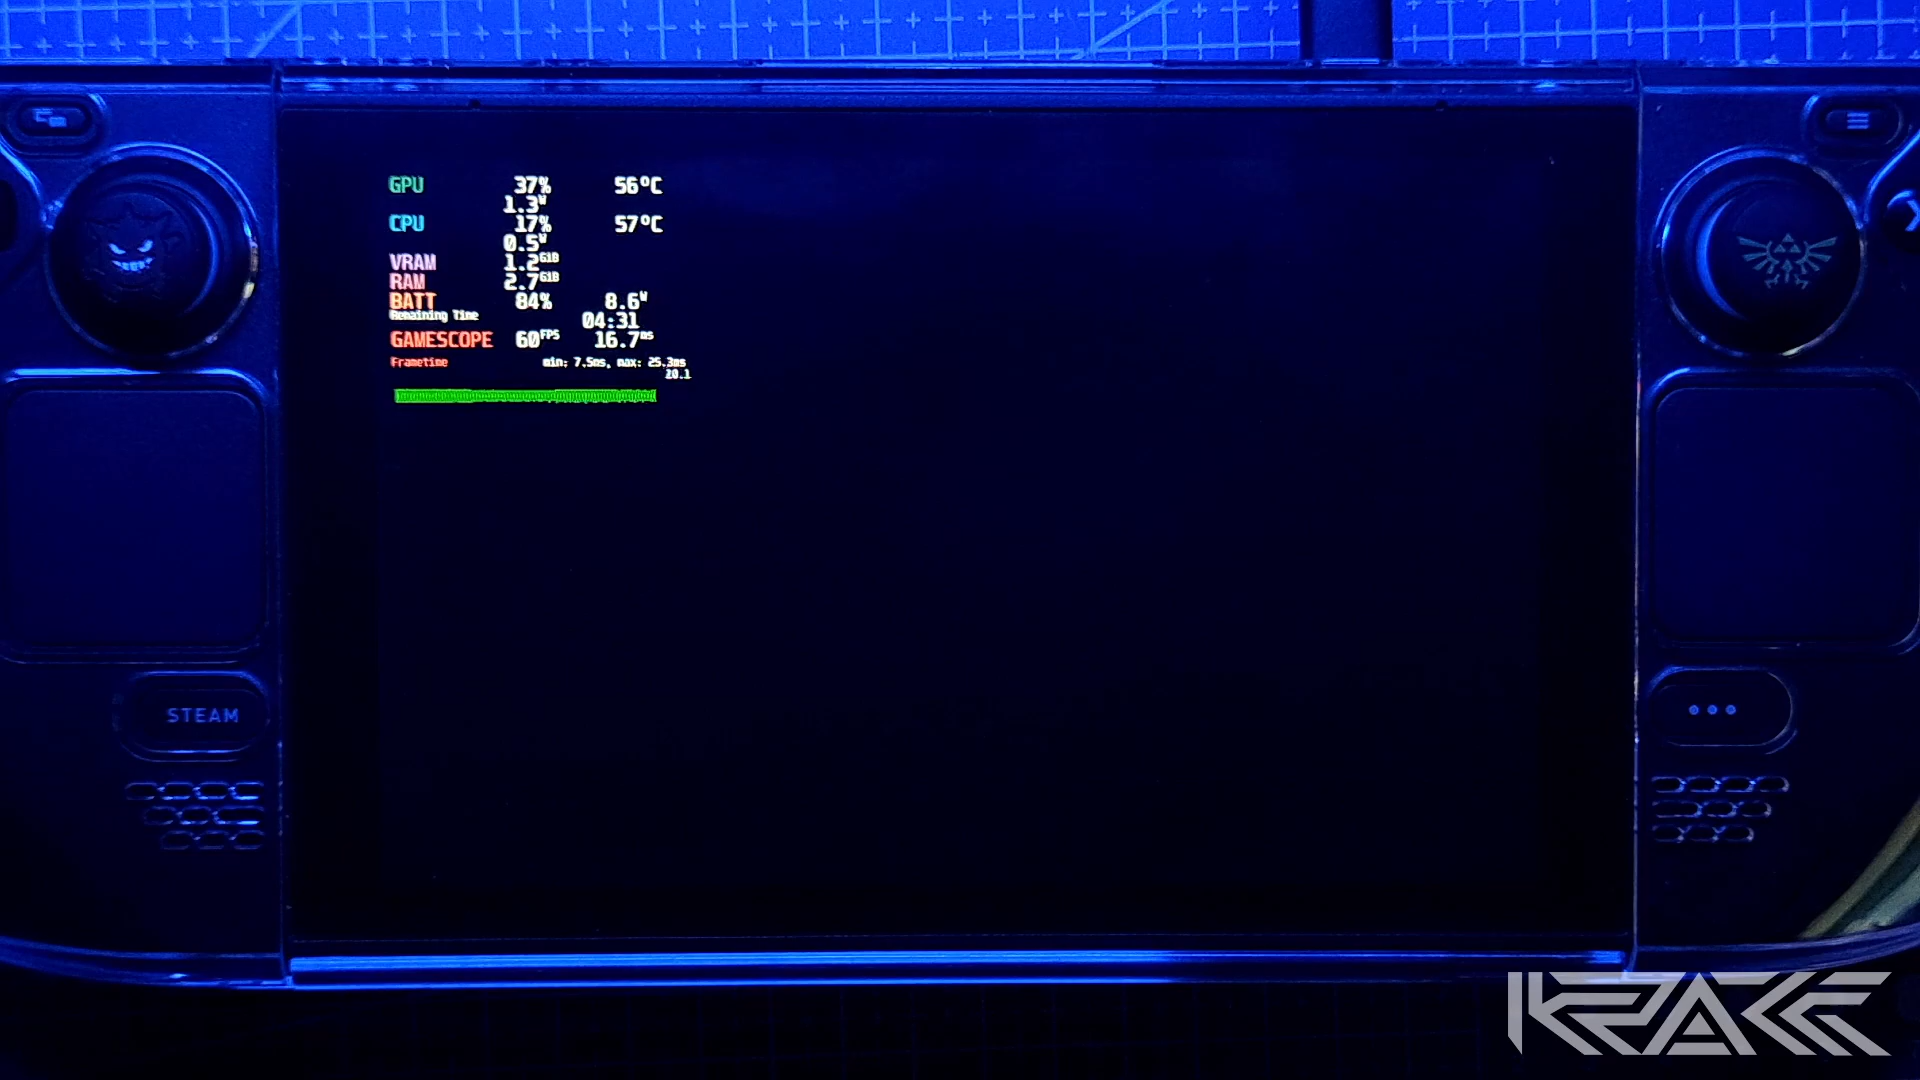 GPU 37% 56°C
1.3W
CPU 17% 57°C
0.5W
VRAM 1.2GiB
RAM 2.7GiB
BATT 84% 8.6W
Remaining Time 04:31
GAMESCOPE 60FPS 16.7ms
Frametime min: 7.5ms, max: 25.3ms
20.1
X
STEAM
•••